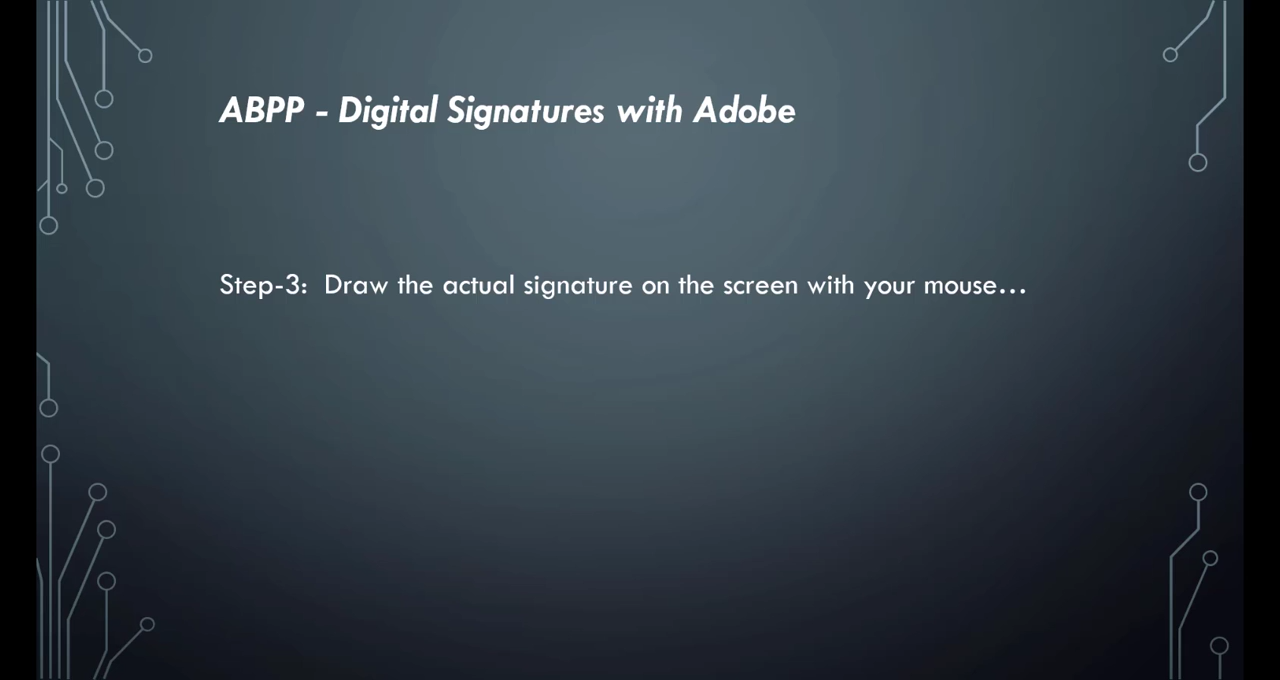 ABPP - Digital Signatures with Adobe
Step-3:  Draw the actual signature on the screen with your mouse…